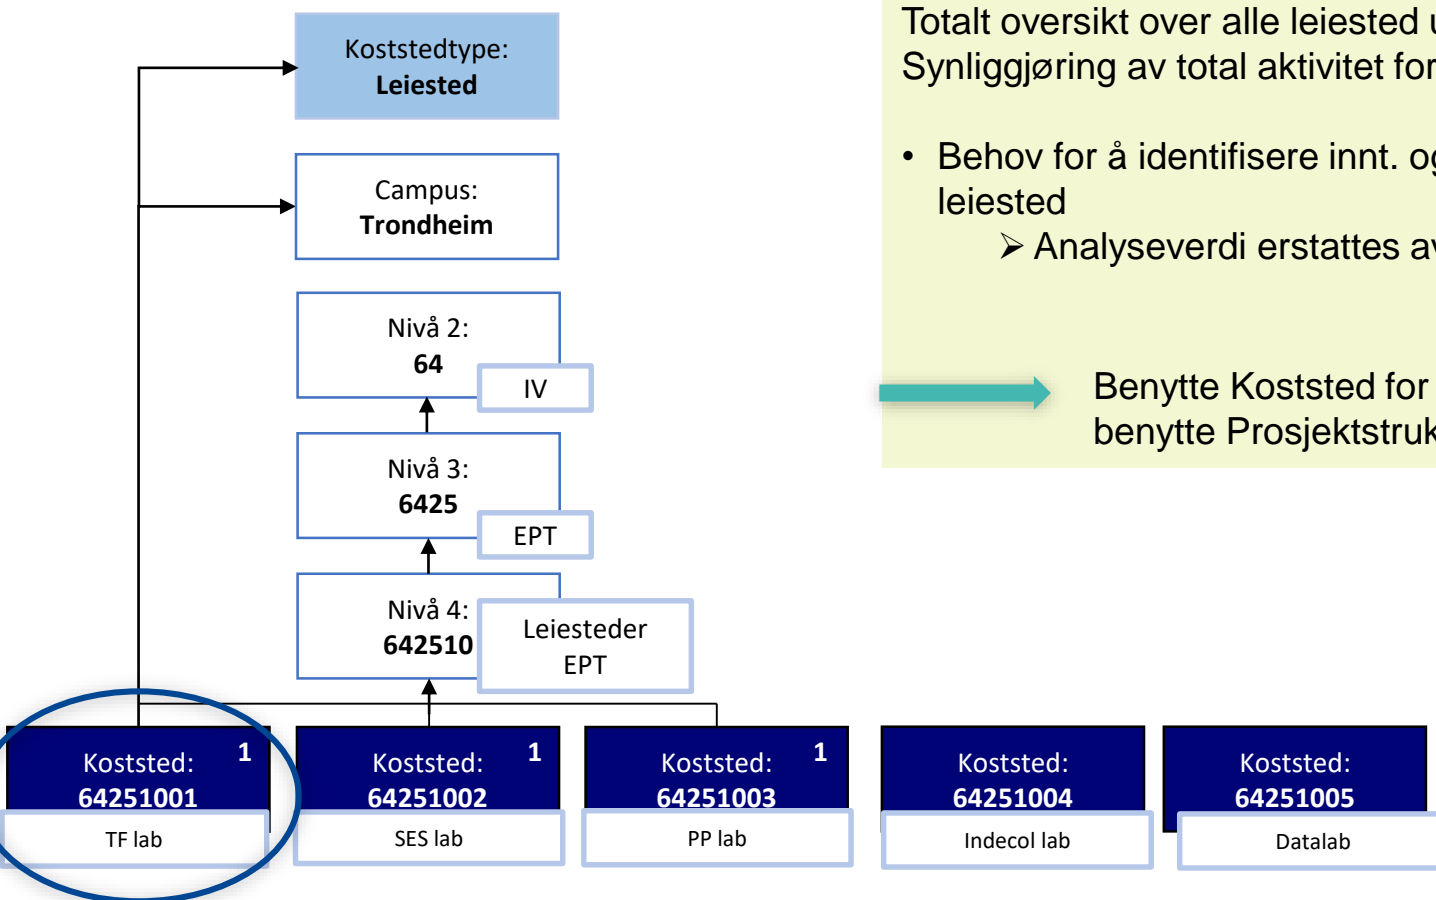 Koststedtype:
Leiested
Campus:
Trondheim
Nivå 2:
64
IV
Nivå 3:
6425
EPT
Nivå 4:
642510
Leiesteder
EPT
Koststed: 1
64251001
TF lab
Koststed: 1
64251002
SES lab
Koststed: 1
64251003
PP lab
Koststed:
64251004
Indecol lab
Koststed:
64251005
Datalab
Totalt oversikt over alle leiested
Synliggjøring av total aktivitet for
• Behov for å identifisere innt.
leiested
➢ Analyseverdi erstattes
Benytte Koststed for
benytte